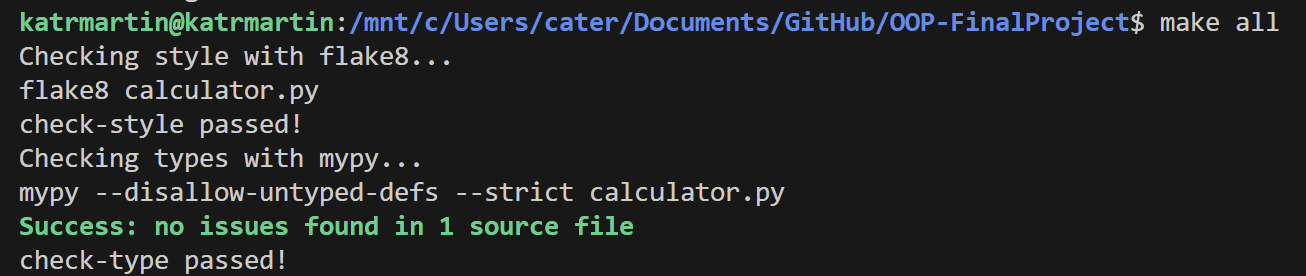 katrmartin@katrmartin:/mnt/c/Users/cater/Documents/GitHub/OOP-FinalProject$ make all
Checking style with flake8...
flake8 calculator.py
check-style passed!
Checking types with mypy...
mypy --disallow-untyped-defs --strict calculator.py
Success: no issues found in 1 source file
check-type passed!